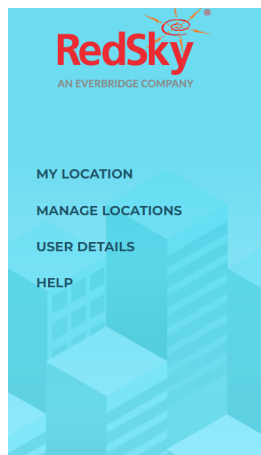 RedSky®
AN EVERBRIDGE COMPANY
MY LOCATION
MANAGE LOCATIONS
USER DETAILS
HELP